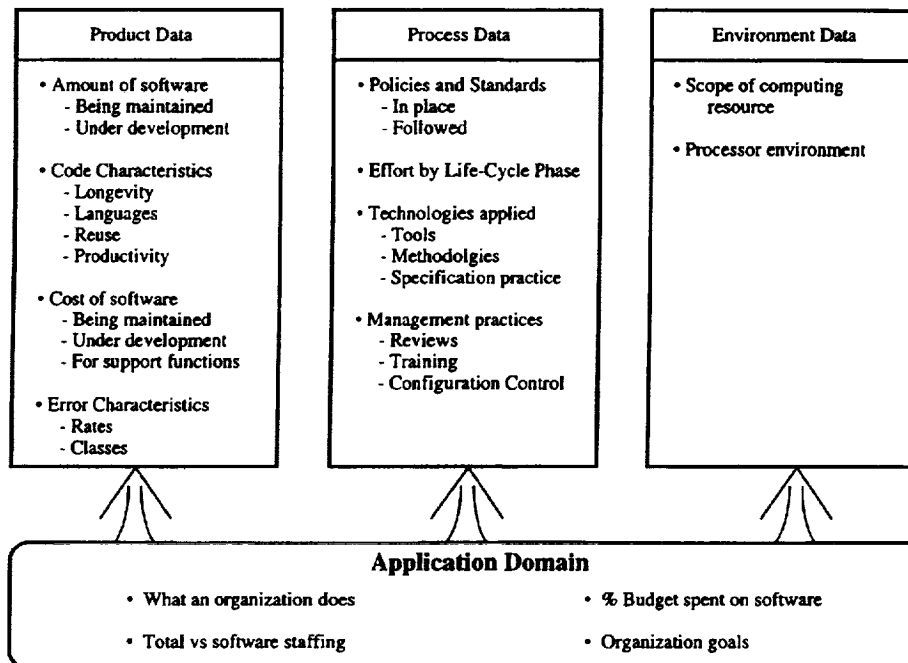 Product Data
• Amount of software
- Being maintained
- Under development
• Code Characteristics
- Longevity
- Languages
- Reuse
- Productivity
• Cost of software
- Being maintained
- Under development
- For support functions
• Error Characteristics
- Rates
- Classes
Process Data
• Policies and Standards
- In place
- Followed
• Effort by Life-Cycle Phase
• Technologies applied
- Tools
- Methodolgies
- Specification practice
• Management practices
- Reviews
- Training
- Configuration Control
Environment Data
• Scope of computing
resource
• Processor environment
Application Domain
• What an organization does
• Total vs software staffing
• % Budget spent on software
• Organization goals